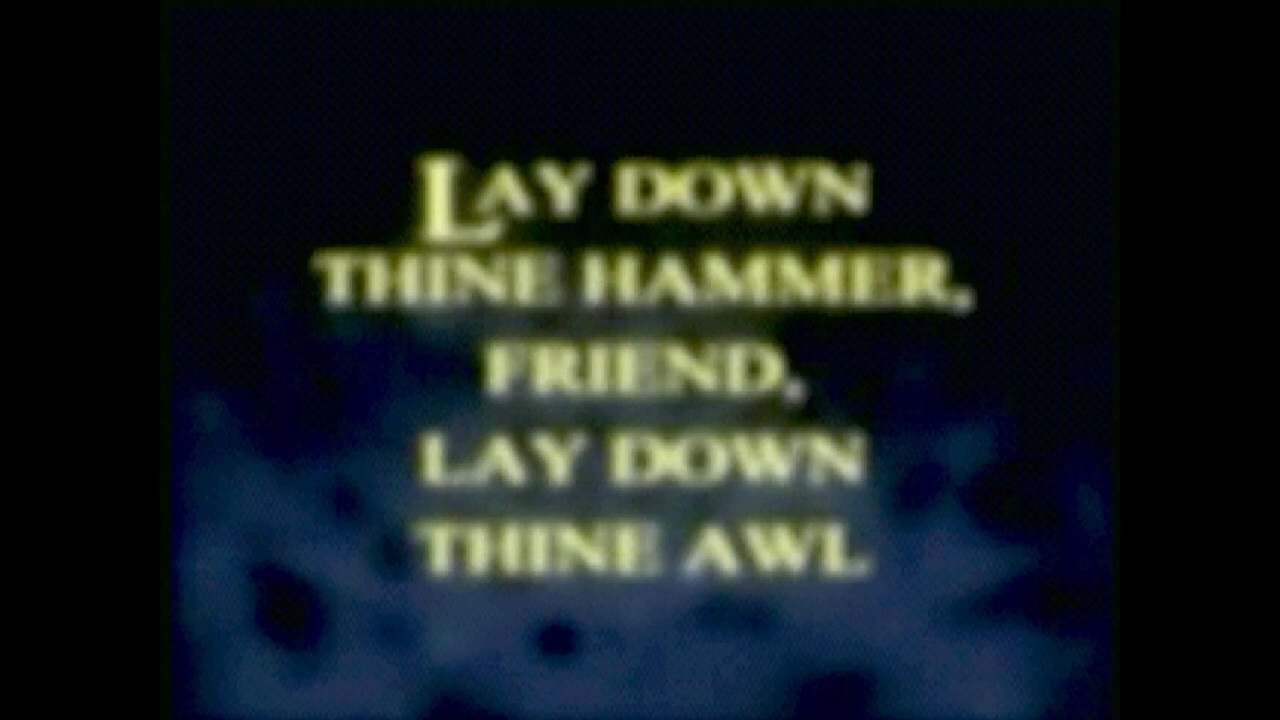 LAY DOWN
THINE HAMMER,
FRIEND,
LAY DOWN
THINE AWL